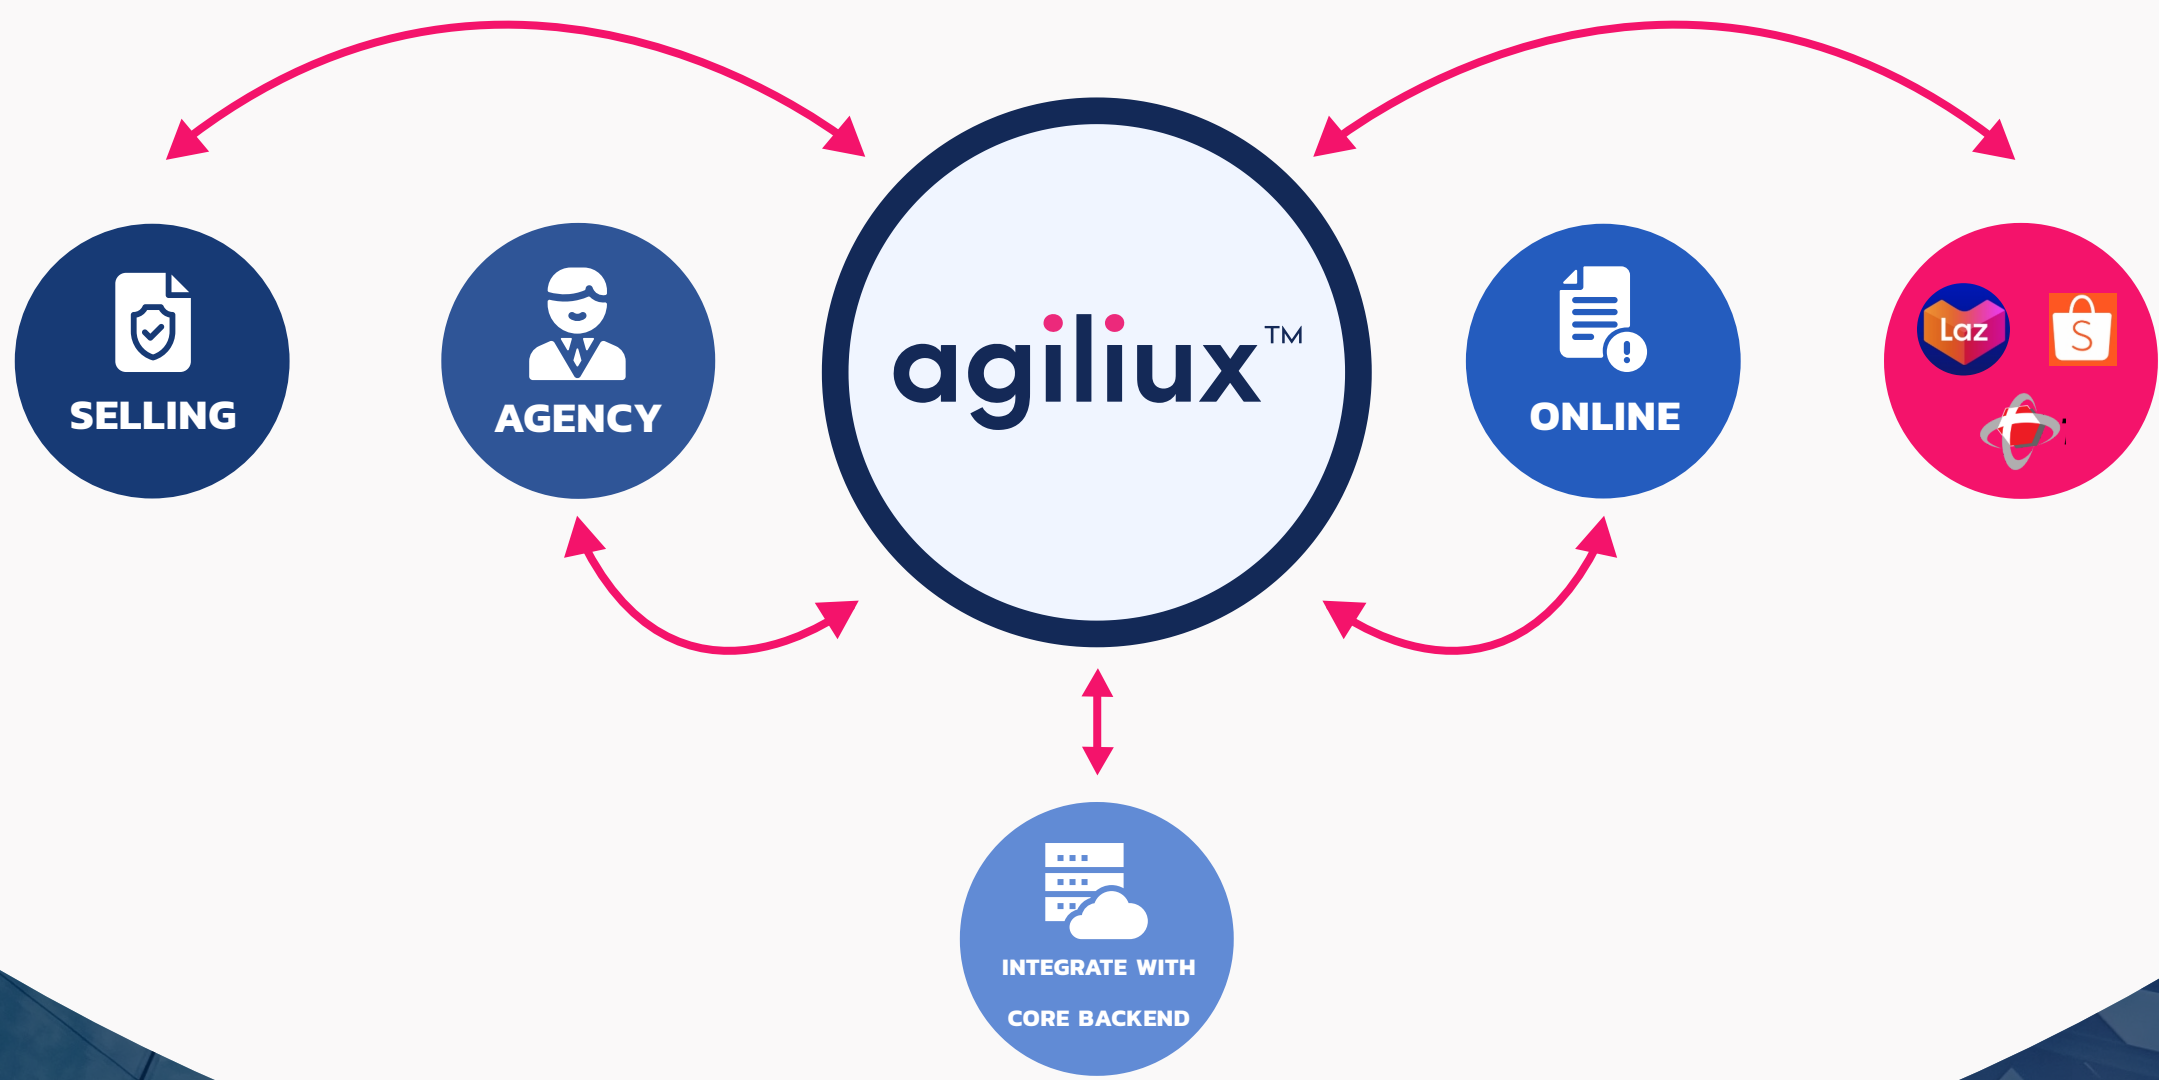 agiliux™
SELLING
AGENCY
ONLINE
Laz
S
INTEGRATE WITH
CORE BACKEND